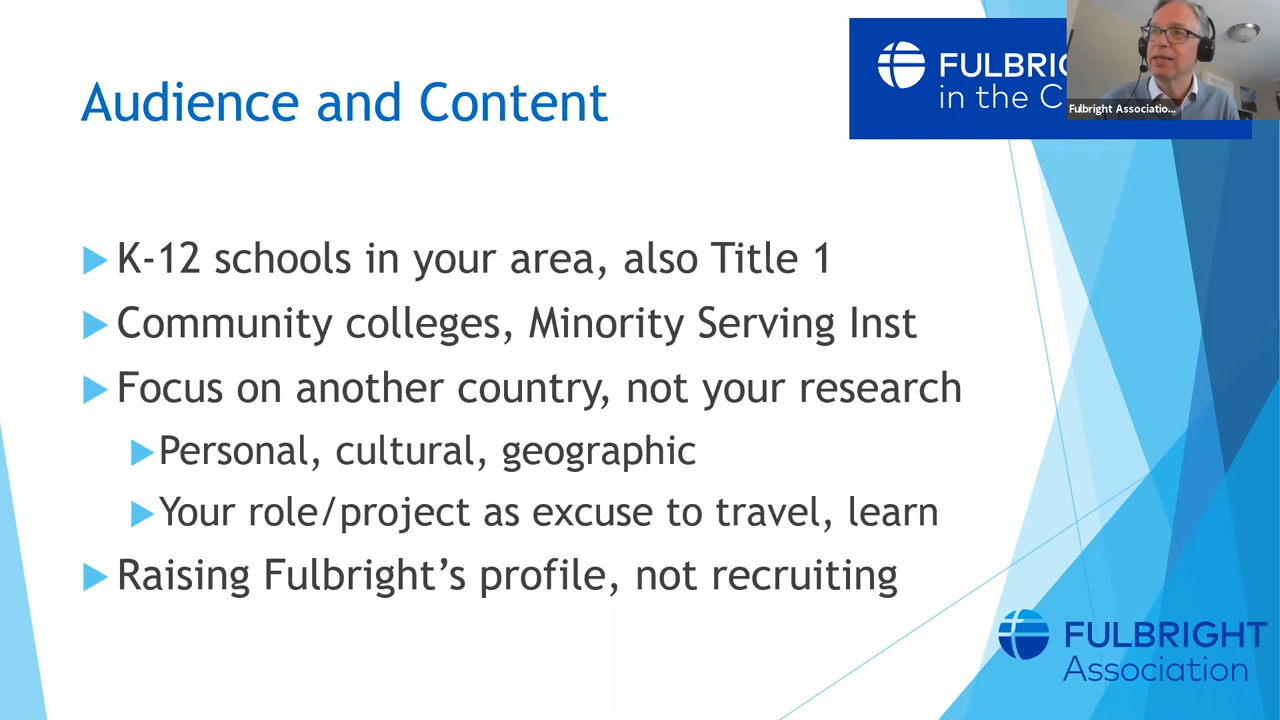 Audience and Content
FULBRI
in the C
Fulbright Associatio...
K-12 schools in your area, also Title 1
Community colleges, Minority Serving Inst
Focus on another country, not your research
Personal, cultural, geographic
Your role/project as excuse to travel, learn
Raising Fulbright’s profile, not recruiting
FULBRIGHT
Association